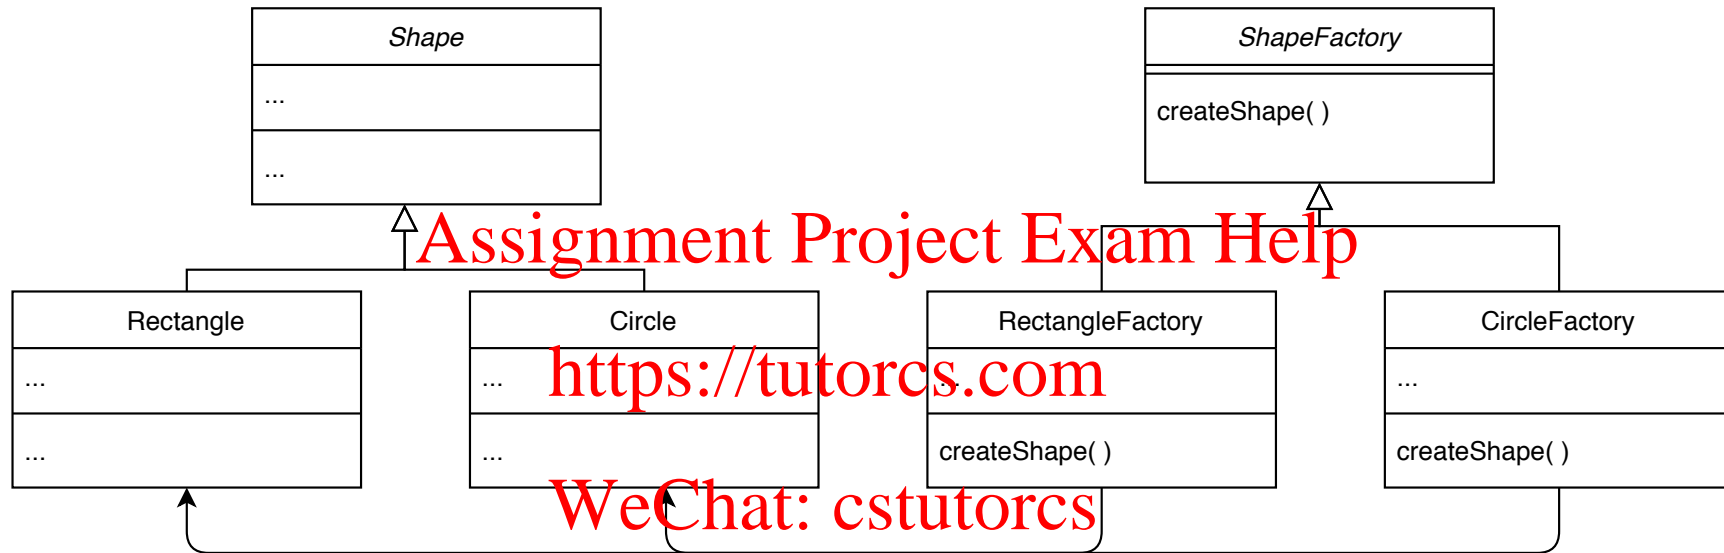 Shape
...
...
ShapeFactory
createShape( )
Assignment Project Exam Help
Rectangle
...
...
Circle
...
...
RectangleFactory
...
createShape( )
CircleFactory
...
createShape( )
https://tutorcs.com
WeChat: cstutorcs